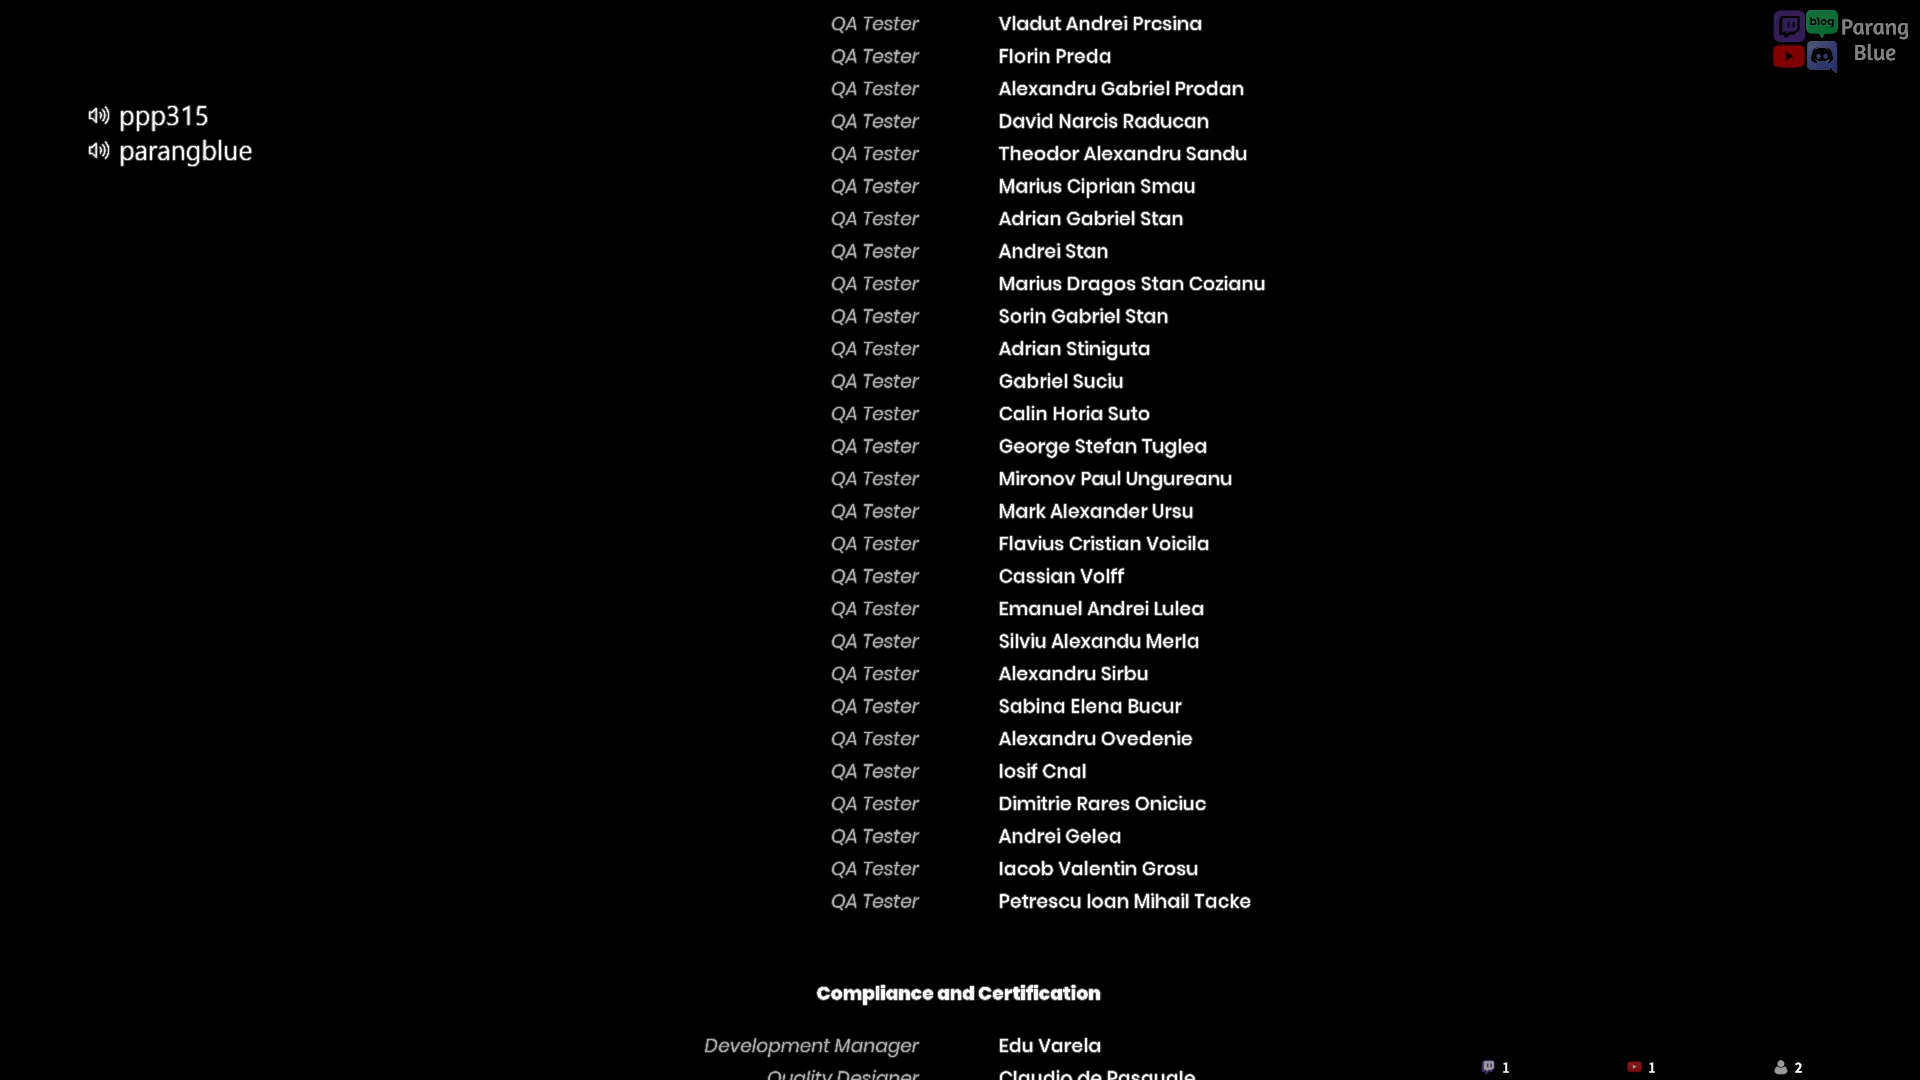 QA Tester Vladut Andrei Prcsina
QA Tester Florin Preda
QA Tester Alexandru Gabriel Prodan
QA Tester David Narcis Raducan
QA Tester Theodor Alexandru Sandu
QA Tester Marius Ciprian Smau
QA Tester Adrian Gabriel Stan
QA Tester Andrei Stan
QA Tester Marius Dragos Stan Cozianu
QA Tester Sorin Gabriel Stan
QA Tester Adrian Stiniguta
QA Tester Gabriel Suciu
QA Tester Calin Horia Suto
QA Tester George Stefan Tuglea
QA Tester Mironov Paul Ungureanu
QA Tester Mark Alexander Ursu
QA Tester Flavius Cristian Voicila
QA Tester Cassian Volff
QA Tester Emanuel Andrei Lulea
QA Tester Silviu Alexandu Merla
QA Tester Alexandru Sirbu
QA Tester Sabina Elena Bucur
QA Tester Alexandru Ovedenie
QA Tester Iosif Cnal
QA Tester Dimitrie Rares Oniciuc
QA Tester Andrei Gelea
QA Tester Iacob Valentin Grosu
QA Tester Petrescu Ioan Mihail Tacke
Compliance and Certification
Development Manager Edu Varela
Quality Designer Claudio de Pasquale
ppp315
parangblue
blog
Parang
Blue
1 1 2